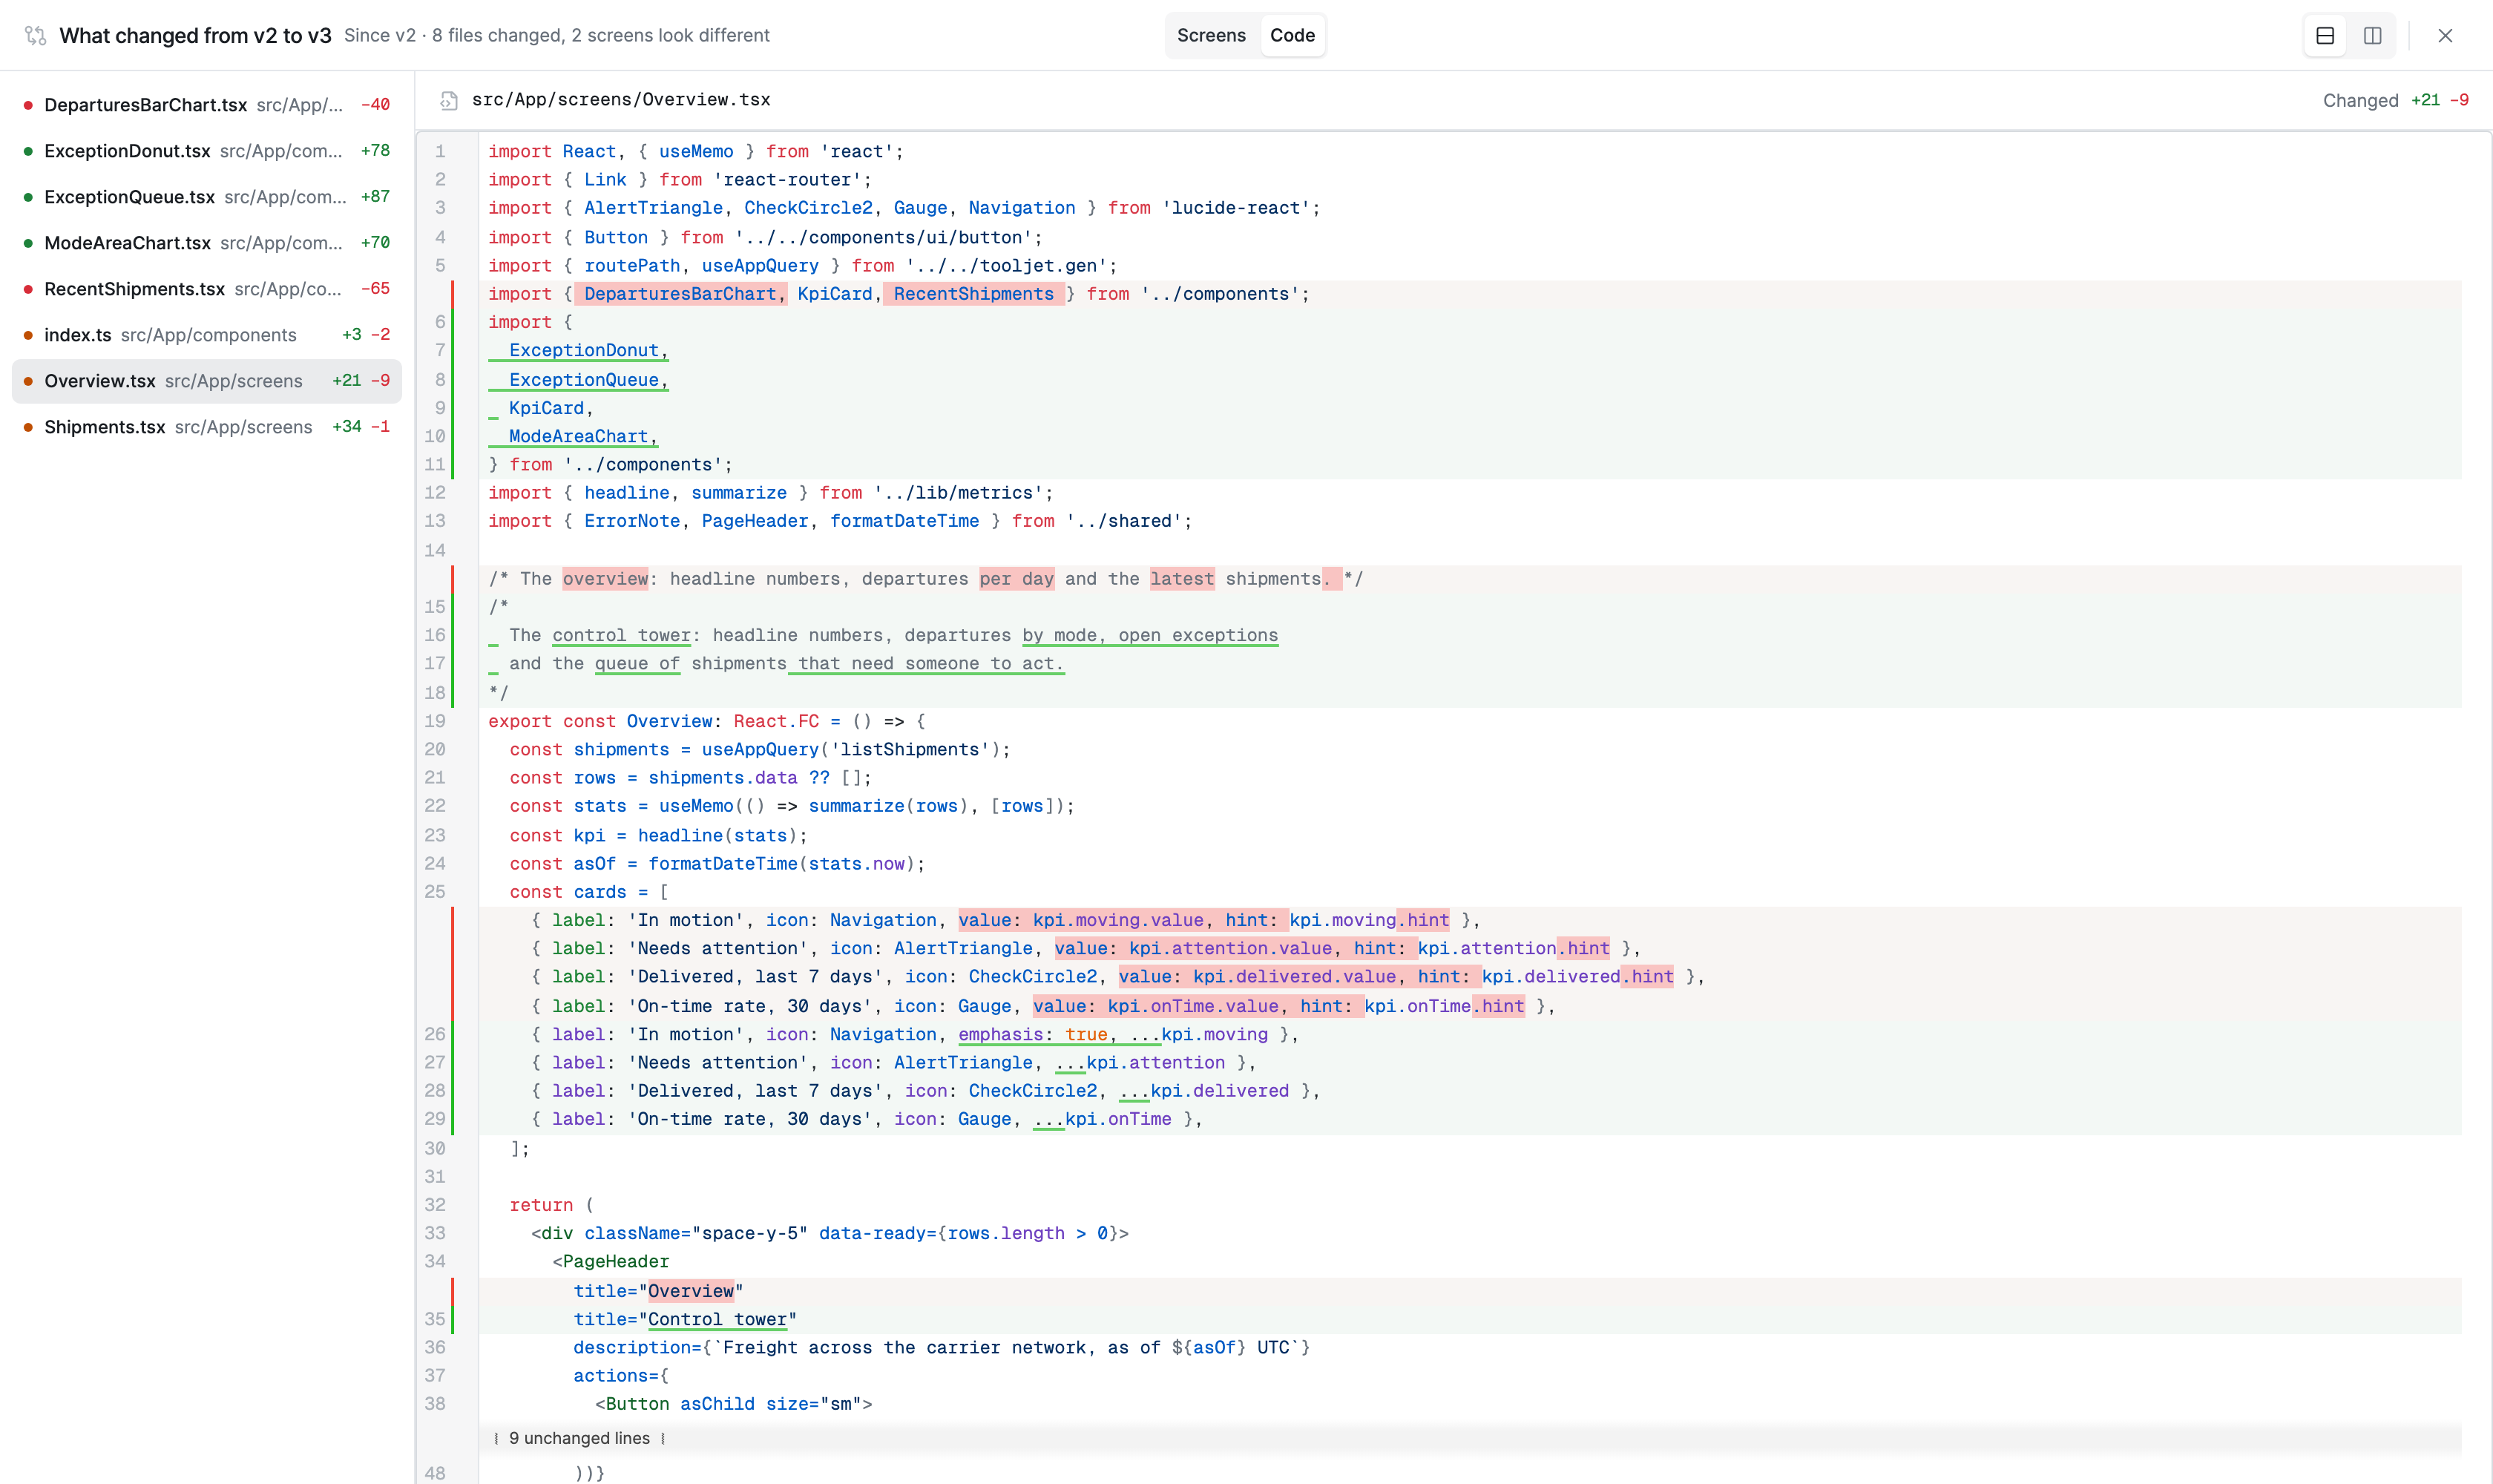 What changed from v2 to v3 Since v2 · 8 files changed, 2 screens look different Screens Code
DeparturesBarChart.tsx src/App/... −40
ExceptionDonut.tsx src/App/com... +78
ExceptionQueue.tsx src/App/com... +87
ModeAreaChart.tsx src/App/com... +70
RecentShipments.tsx src/App/co... −65
index.ts src/App/components +3 −2
Overview.tsx src/App/screens +21 −9
Shipments.tsx src/App/screens +34 −1
src/App/screens/Overview.tsx Changed +21 −9
1 import React, { useMemo } from 'react';
2 import { Link } from 'react-router';
3 import { AlertTriangle, CheckCircle2, Gauge, Navigation } from 'lucide-react';
4 import { Button } from '../../components/ui/button';
5 import { routePath, useAppQuery } from '../../tooljet.gen';
import { DeparturesBarChart, KpiCard, RecentShipments } from '../components';
6 import {
7 ExceptionDonut,
8 ExceptionQueue,
9 KpiCard,
10 ModeAreaChart,
11 } from '../components';
12 import { headline, summarize } from '../lib/metrics';
13 import { ErrorNote, PageHeader, formatDateTime } from '../shared';
14
/* The overview: headline numbers, departures per day and the latest shipments. */
15 /*
16 The control tower: headline numbers, departures by mode, open exceptions
17 and the queue of shipments that need someone to act.
18 */
19 export const Overview: React.FC = () => {
20 const shipments = useAppQuery('listShipments');
21 const rows = shipments.data ?? [];
22 const stats = useMemo(() => summarize(rows), [rows]);
23 const kpi = headline(stats);
24 const asOf = formatDateTime(stats.now);
25 const cards = [
{ label: 'In motion', icon: Navigation, value: kpi.moving.value, hint: kpi.moving.hint },
{ label: 'Needs attention', icon: AlertTriangle, value: kpi.attention.value, hint: kpi.attention.hint },
{ label: 'Delivered, last 7 days', icon: CheckCircle2, value: kpi.delivered.value, hint: kpi.delivered.hint },
{ label: 'On-time rate, 30 days', icon: Gauge, value: kpi.onTime.value, hint: kpi.onTime.hint },
26 { label: 'In motion', icon: Navigation, emphasis: true, ...kpi.moving },
27 { label: 'Needs attention', icon: AlertTriangle, ...kpi.attention },
28 { label: 'Delivered, last 7 days', icon: CheckCircle2, ...kpi.delivered },
29 { label: 'On-time rate, 30 days', icon: Gauge, ...kpi.onTime },
30 ];
31
32 return (
33 <div className="space-y-5" data-ready={rows.length > 0}>
34 <PageHeader
title="Overview"
35 title="Control tower"
36 description={`Freight across the carrier network, as of ${asOf} UTC`}
37 actions={
38 <Button asChild size="sm">
9 unchanged lines
48 ))}